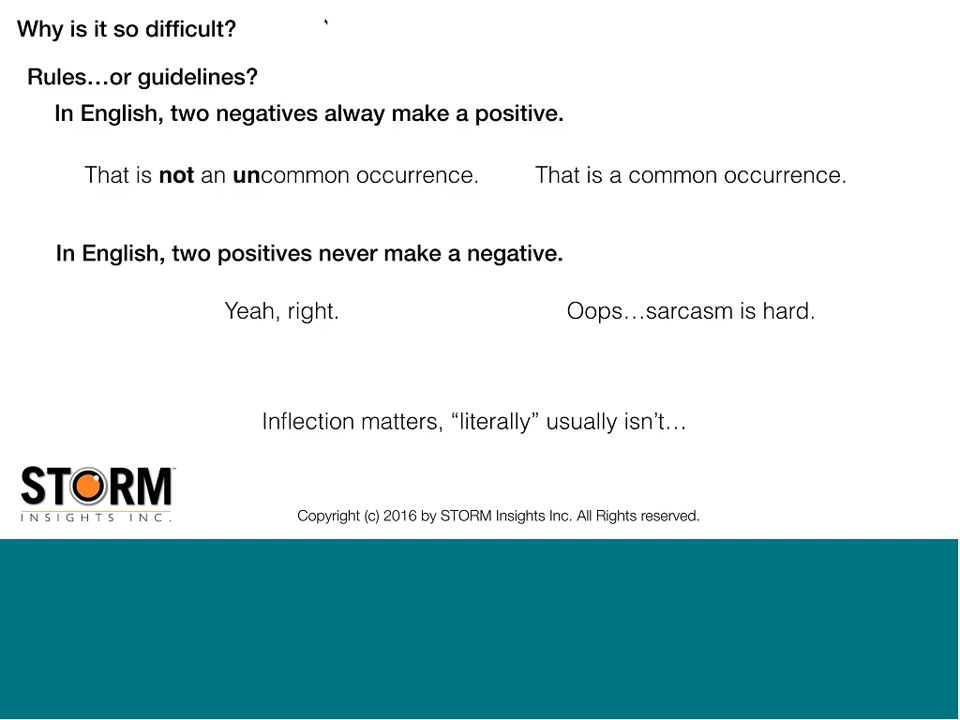 Why is it so difficult? `
Rules…or guidelines?
In English, two negatives alway make a positive.
That is not an uncommon occurrence. That is a common occurrence.
In English, two positives never make a negative.
Yeah, right. Oops…sarcasm is hard.
Inflection matters, “literally” usually isn’t…
STORM™
INSIGHTS INC.
Copyright (c) 2016 by STORM Insights Inc. All Rights reserved.